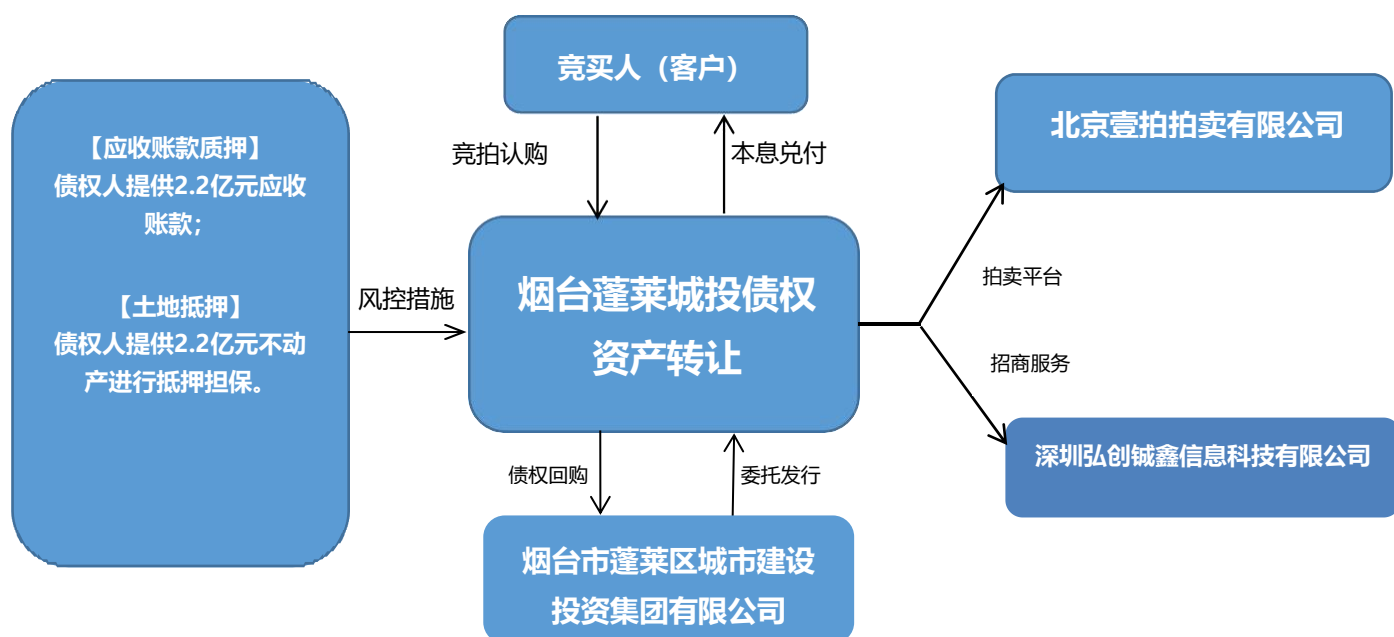 竞买人（客户）
【应收账款质押】
债权人提供2.2亿元应收
账款；
【土地抵押】
债权人提供2.2亿元不动
产进行抵押担保。
竞拍认购
本息兑付
北京壹拍拍卖有限公司
风控措施
烟台蓬莱城投债权
资产转让
拍卖平台
招商服务
深圳弘创铖鑫信息科技有限公司
债权回购
委托发行
烟台市蓬莱区城市建设
投资集团有限公司